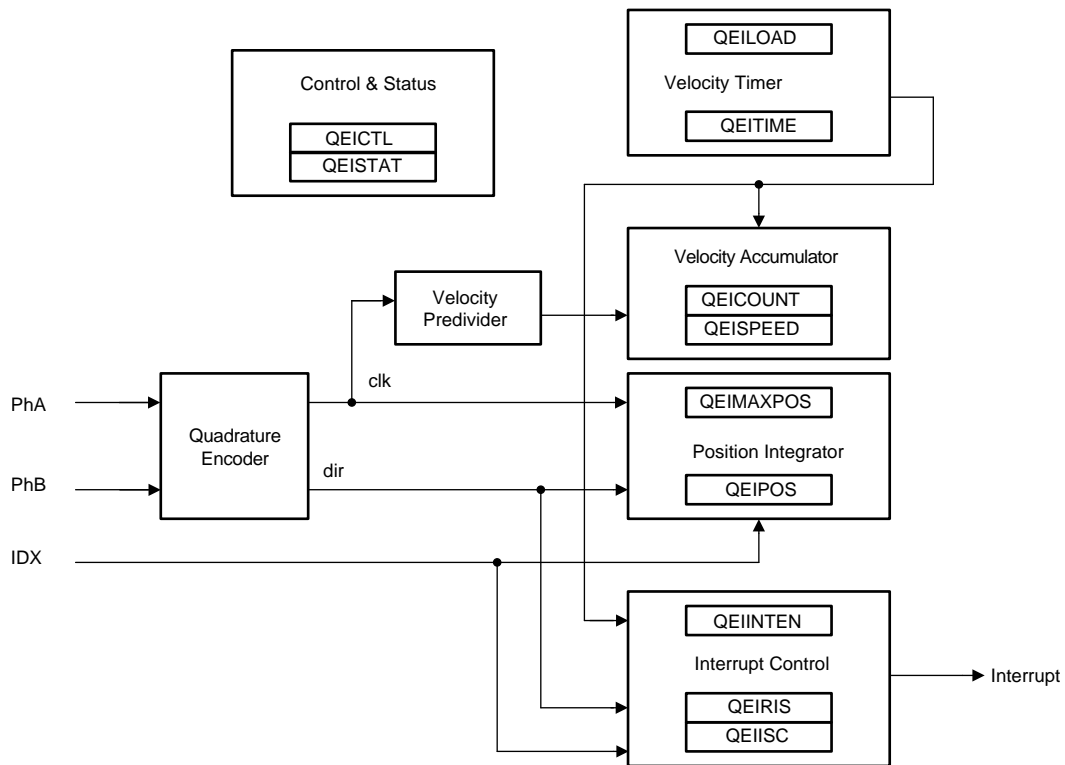 QEILOAD
Velocity Timer
QEITIME
Control & Status
QEICTL
QEISTAT
Velocity Accumulator
QEICOUNT
QEISPEED
Velocity
Predivider
clk
PhA
QEIMAXPOS
Quadrature
Encoder
Position Integrator
dir
PhB
QEIPOS
IDX
QEIINTEN
Interrupt Control
Interrupt
QEIRIS
QEIISC